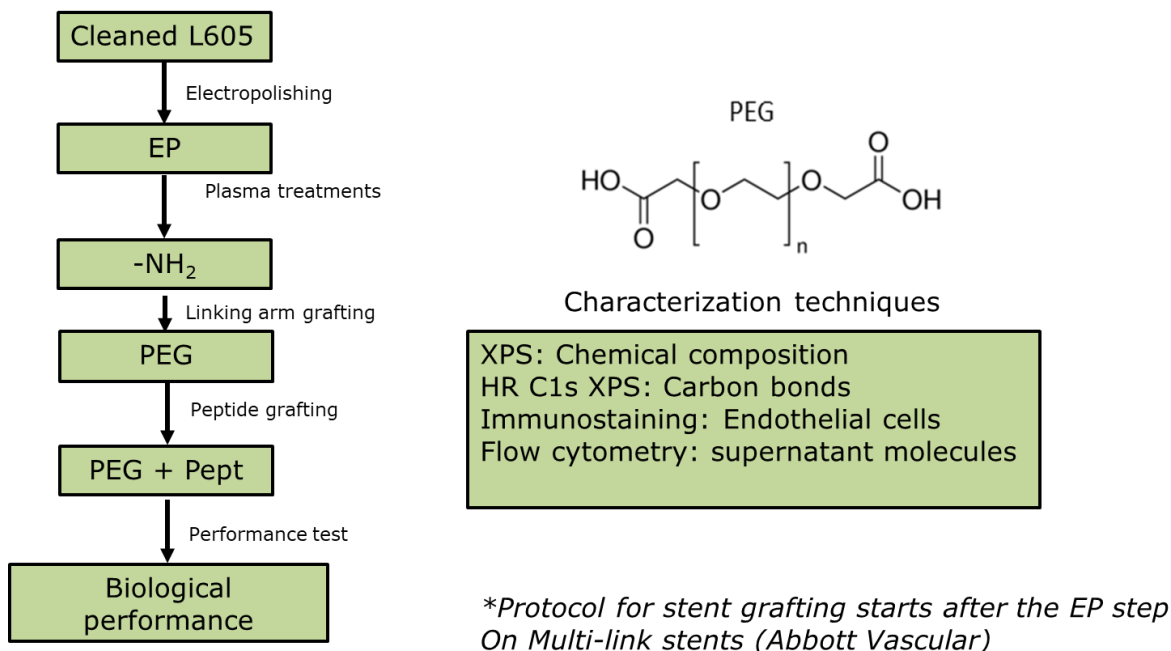 Cleaned L605
Electropolishing
EP
Plasma treatments
-NH₂
Linking arm grafting
PEG
Peptide grafting
PEG + Pept
Performance test
Biological
performance
PEG
HO
O
O
n
O
O
OH
Characterization techniques
XPS: Chemical composition
HR C1s XPS: Carbon bonds
Immunostaining: Endothelial cells
Flow cytometry: supernatant molecules
*Protocol for stent grafting starts after the EP step
On Multi-link stents (Abbott Vascular)